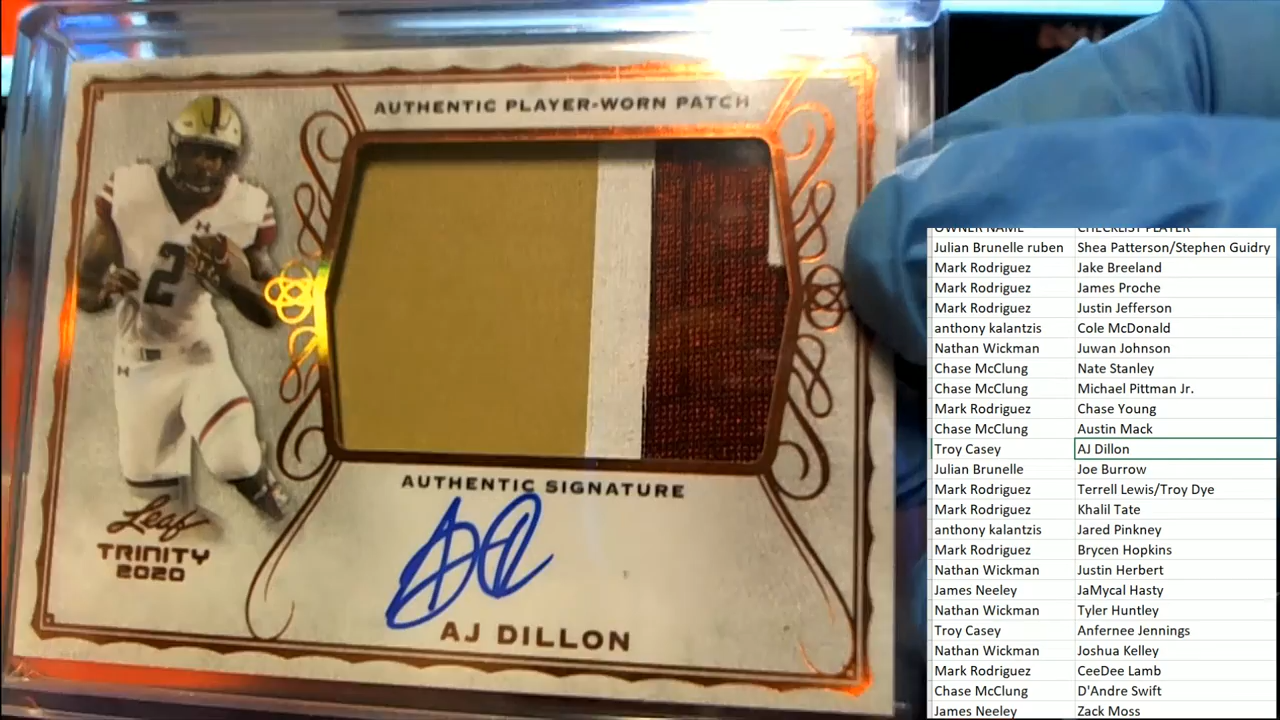 AUTHENTIC PLAYER-WORN PATCH
2
AUTHENTIC SIGNATURE
Leaf
TRINITY
2020
AJ DILLON
OWNER NAME CHECKLIST PLAYER
Julian Brunelle ruben Shea Patterson/Stephen Guidry
Mark Rodriguez Jake Breeland
Mark Rodriguez James Proche
Mark Rodriguez Justin Jefferson
anthony kalantzis Cole McDonald
Nathan Wickman Juwan Johnson
Chase McClung Nate Stanley
Chase McClung Michael Pittman Jr.
Mark Rodriguez Chase Young
Chase McClung Austin Mack
Troy Casey AJ Dillon
Julian Brunelle Joe Burrow
Mark Rodriguez Terrell Lewis/Troy Dye
Mark Rodriguez Khalil Tate
anthony kalantzis Jared Pinkney
Mark Rodriguez Brycen Hopkins
Nathan Wickman Justin Herbert
James Neeley JaMycal Hasty
Nathan Wickman Tyler Huntley
Troy Casey Anfernee Jennings
Nathan Wickman Joshua Kelley
Mark Rodriguez CeeDee Lamb
Chase McClung D'Andre Swift
James Neeley Zack Moss